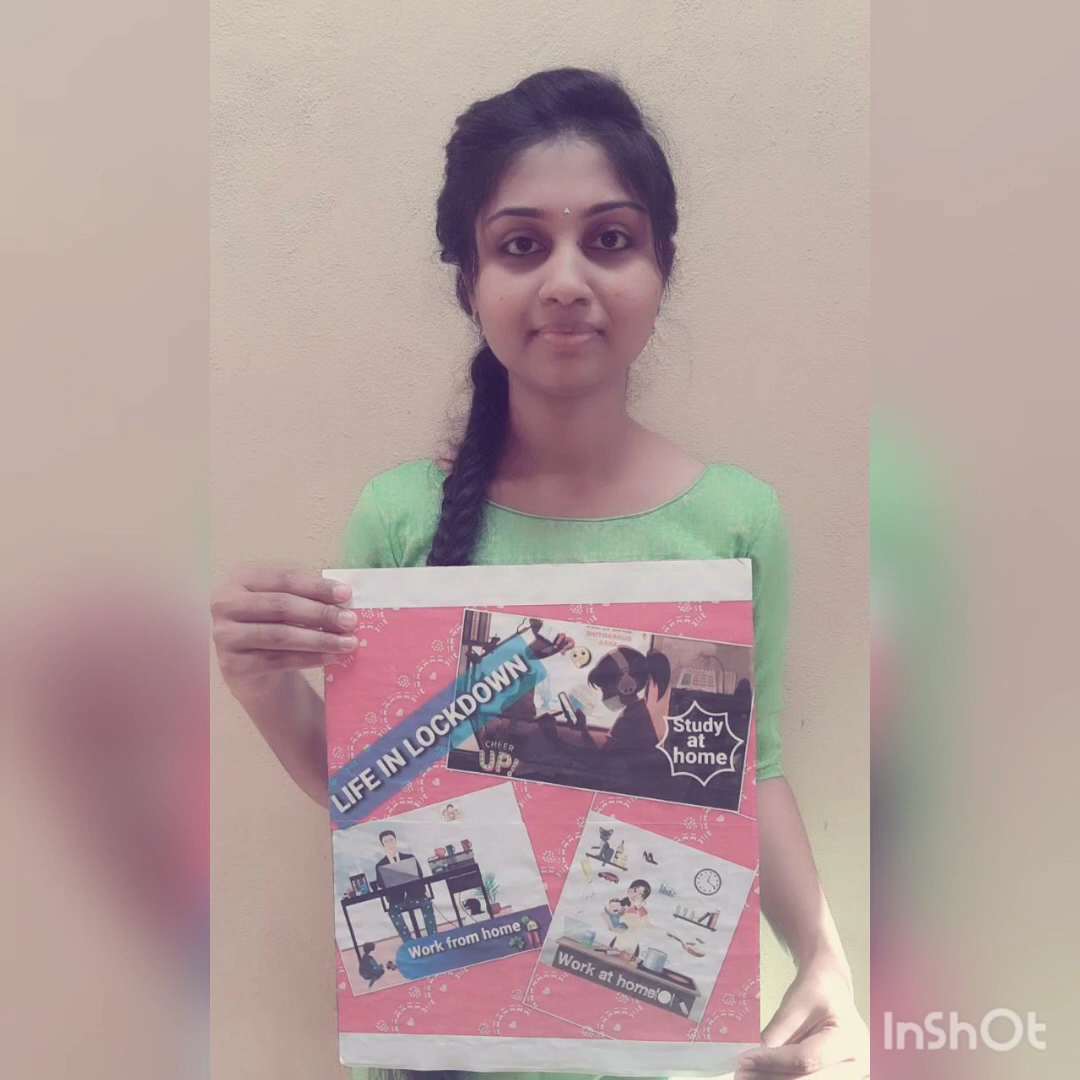 LIFE IN LOCKDOWN
CHEER
UP!
Study
at
home
Work from home
Work at home
InShOt